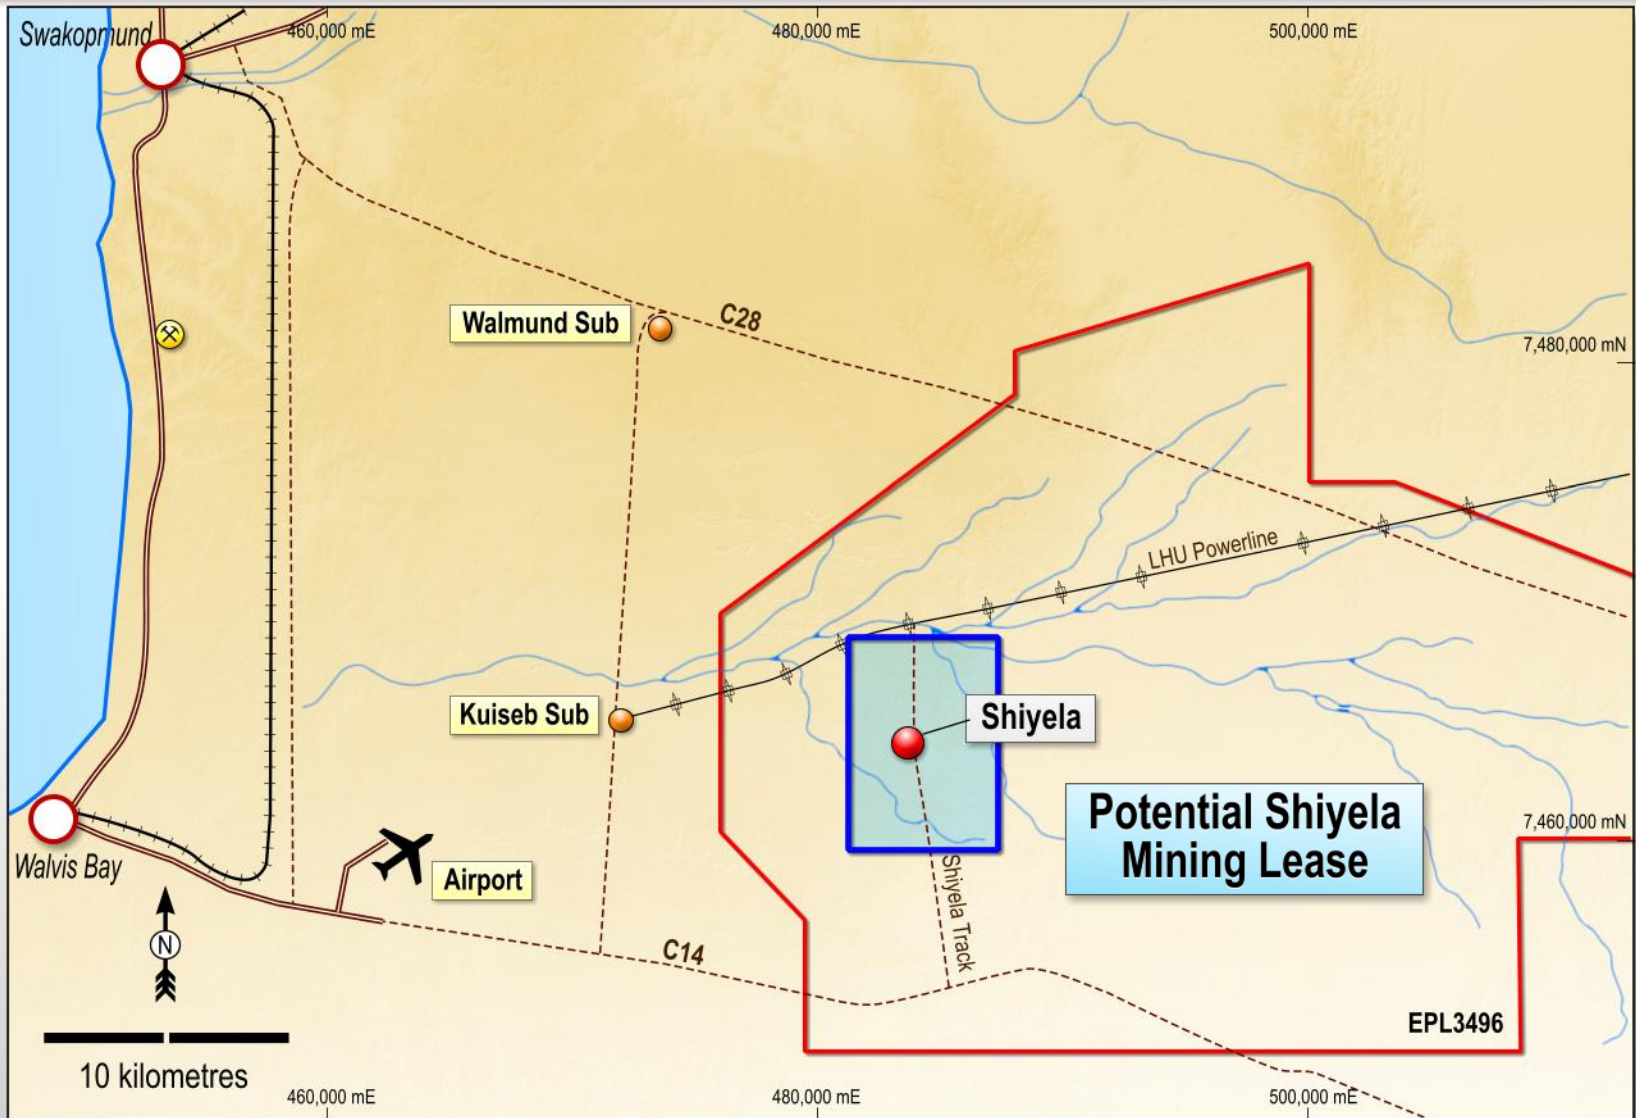 Swakopmund
460,000 mE
480,000 mE
500,000 mE
Walmund Sub
C28
7,480,000 mN
LHU Powerline
Kuiseb Sub
Shiyela
Potential Shiyela
Mining Lease
7,460,000 mN
Walvis Bay
Airport
Shiyela Track
N
C14
EPL3496
10 kilometres
460,000 mE
480,000 mE
500,000 mE